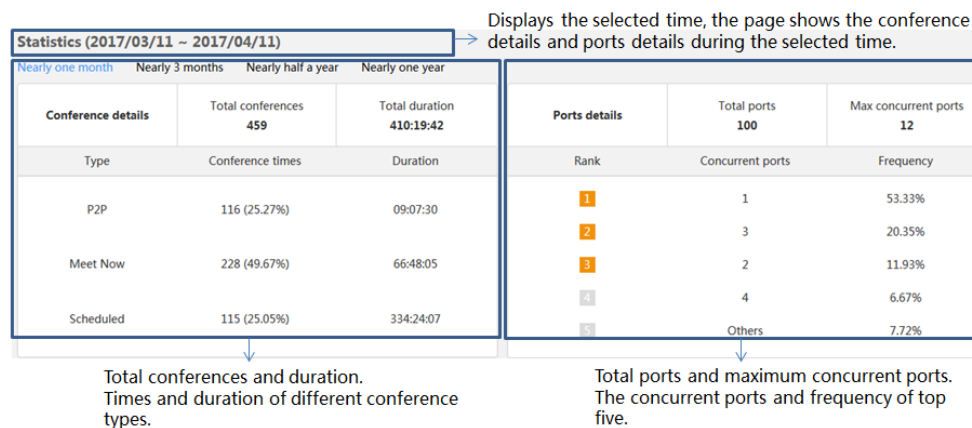 Displays the selected time, the page shows the conference
details and ports details during the selected time.
Statistics (2017/03/11 ~ 2017/04/11)
Nearly one month Nearly 3 months Nearly half a year Nearly one year
Conference details Total conferences Total duration
459 410:19:42
Type Conference times Duration
P2P 116 (25.27%) 09:07:30
Meet Now 228 (49.67%) 66:48:05
Scheduled 115 (25.05%) 334:24:07
Ports details Total ports Max concurrent ports
100 12
Rank Concurrent ports Frequency
1 1 53.33%
2 3 20.35%
3 2 11.93%
4 4 6.67%
5 Others 7.72%
Total conferences and duration.
Times and duration of different conference
types.
Total ports and maximum concurrent ports.
The concurrent ports and frequency of top
five.